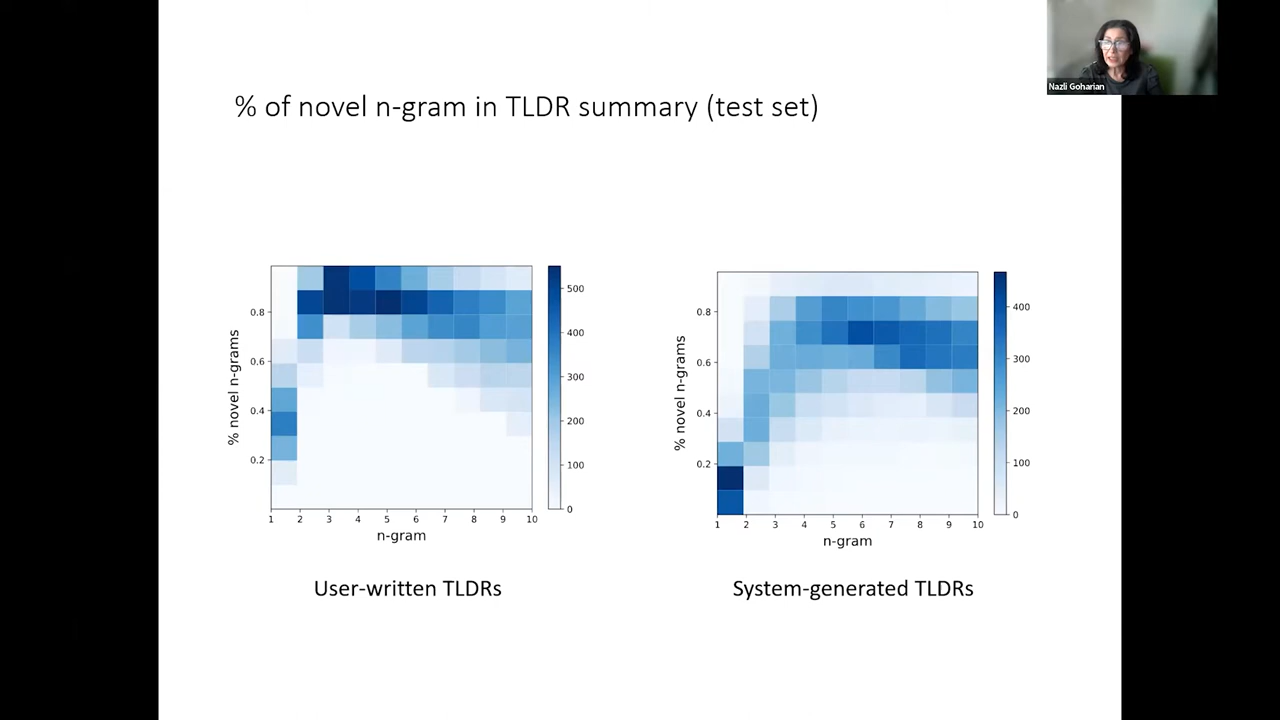 Nazli Goharian
% of novel n-gram in TLDR summary (test set)
% novel n-grams
0.8
0.6
0.4
0.2
1 2 3 4 5 6 7 8 9 10
n-gram
500
400
300
200
100
0
User-written TLDRs
% novel n-grams
0.8
0.6
0.4
0.2
1 2 3 4 5 6 7 8 9 10
n-gram
400
300
200
100
0
System-generated TLDRs